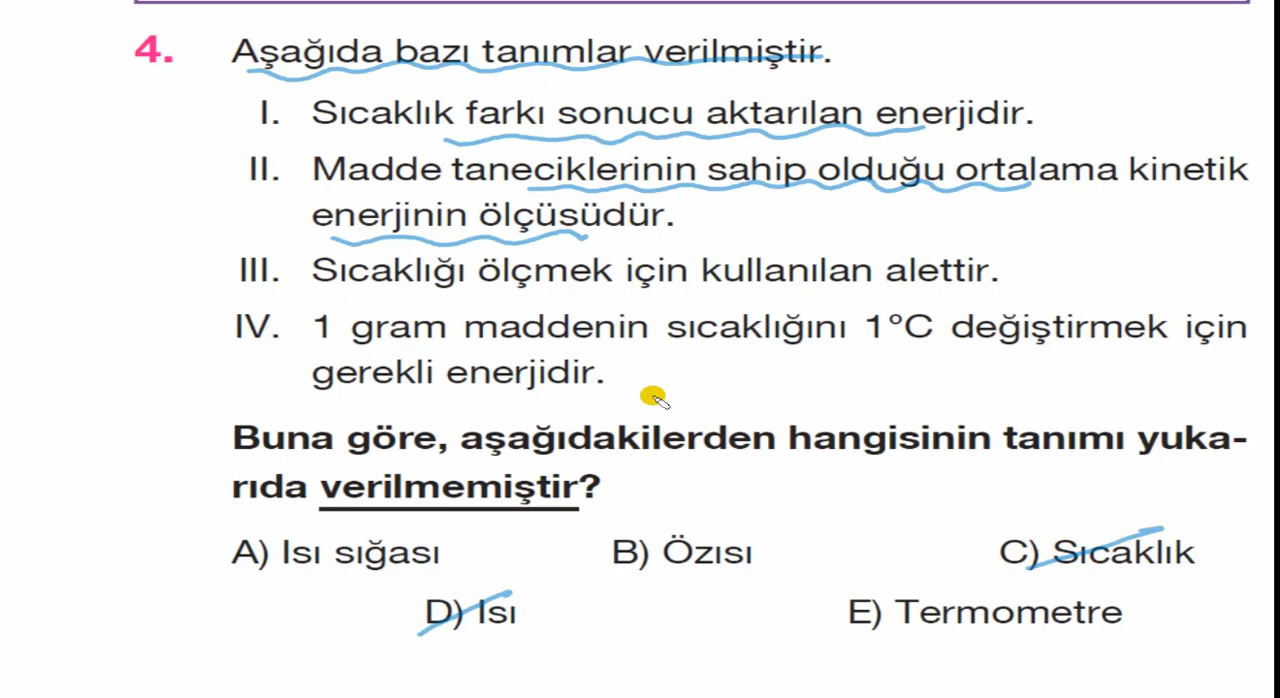 4. Aşağıda bazı tanımlar verilmiştir.
I. Sıcaklık farkı sonucu aktarılan enerjidir.
II. Madde taneciklerinin sahip olduğu ortalama kinetik
enerjinin ölçüsüdür.
III. Sıcaklığı ölçmek için kullanılan alettir.
IV. 1 gram maddenin sıcaklığını 1°C değiştirmek için
gerekli enerjidir.
Buna göre, aşağıdakilerden hangisinin tanımı yuka-
rıda verilmemiştir?
A) Isı sığası B) Özısı C) Sıcaklık
D) Isı E) Termometre